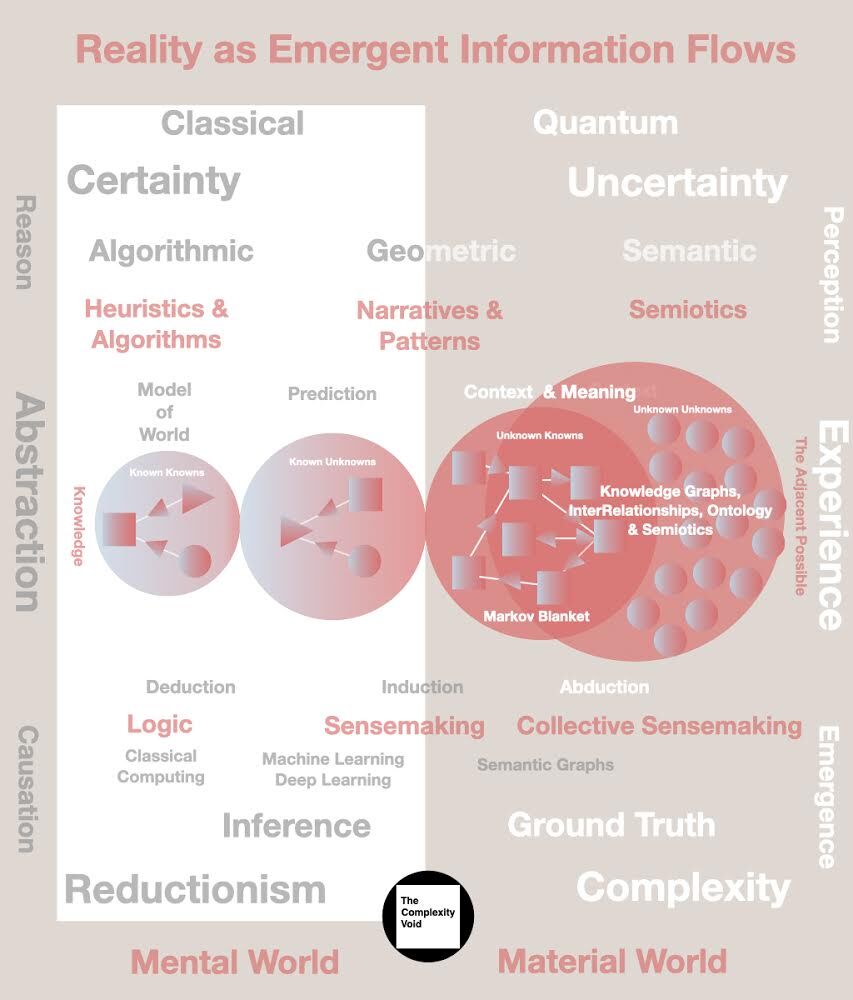 Reality as Emergent Information Flows
Classical
Quantum
Certainty
Uncertainty
Reason
Perception
Algorithmic
Geometric
Semantic
Heuristics &
Algorithms
Narratives &
Patterns
Semiotics
Model
of
World
Prediction
Context & Meaning
Unknown Unknowns
Known Knowns
Known Unknowns
Unknown Knowns
Abstraction
Knowledge
Knowledge Graphs,
InterRelationships, Ontology
& Semiotics
The Adjacent Possible
Experience
Markov Blanket
Deduction
Induction
Abduction
Logic
Sensemaking
Collective Sensemaking
Causation
Emergence
Classical
Computing
Machine Learning
Deep Learning
Semantic Graphs
Inference
Ground Truth
Reductionism
Complexity
The
Complexity
Void
Mental World
Material World